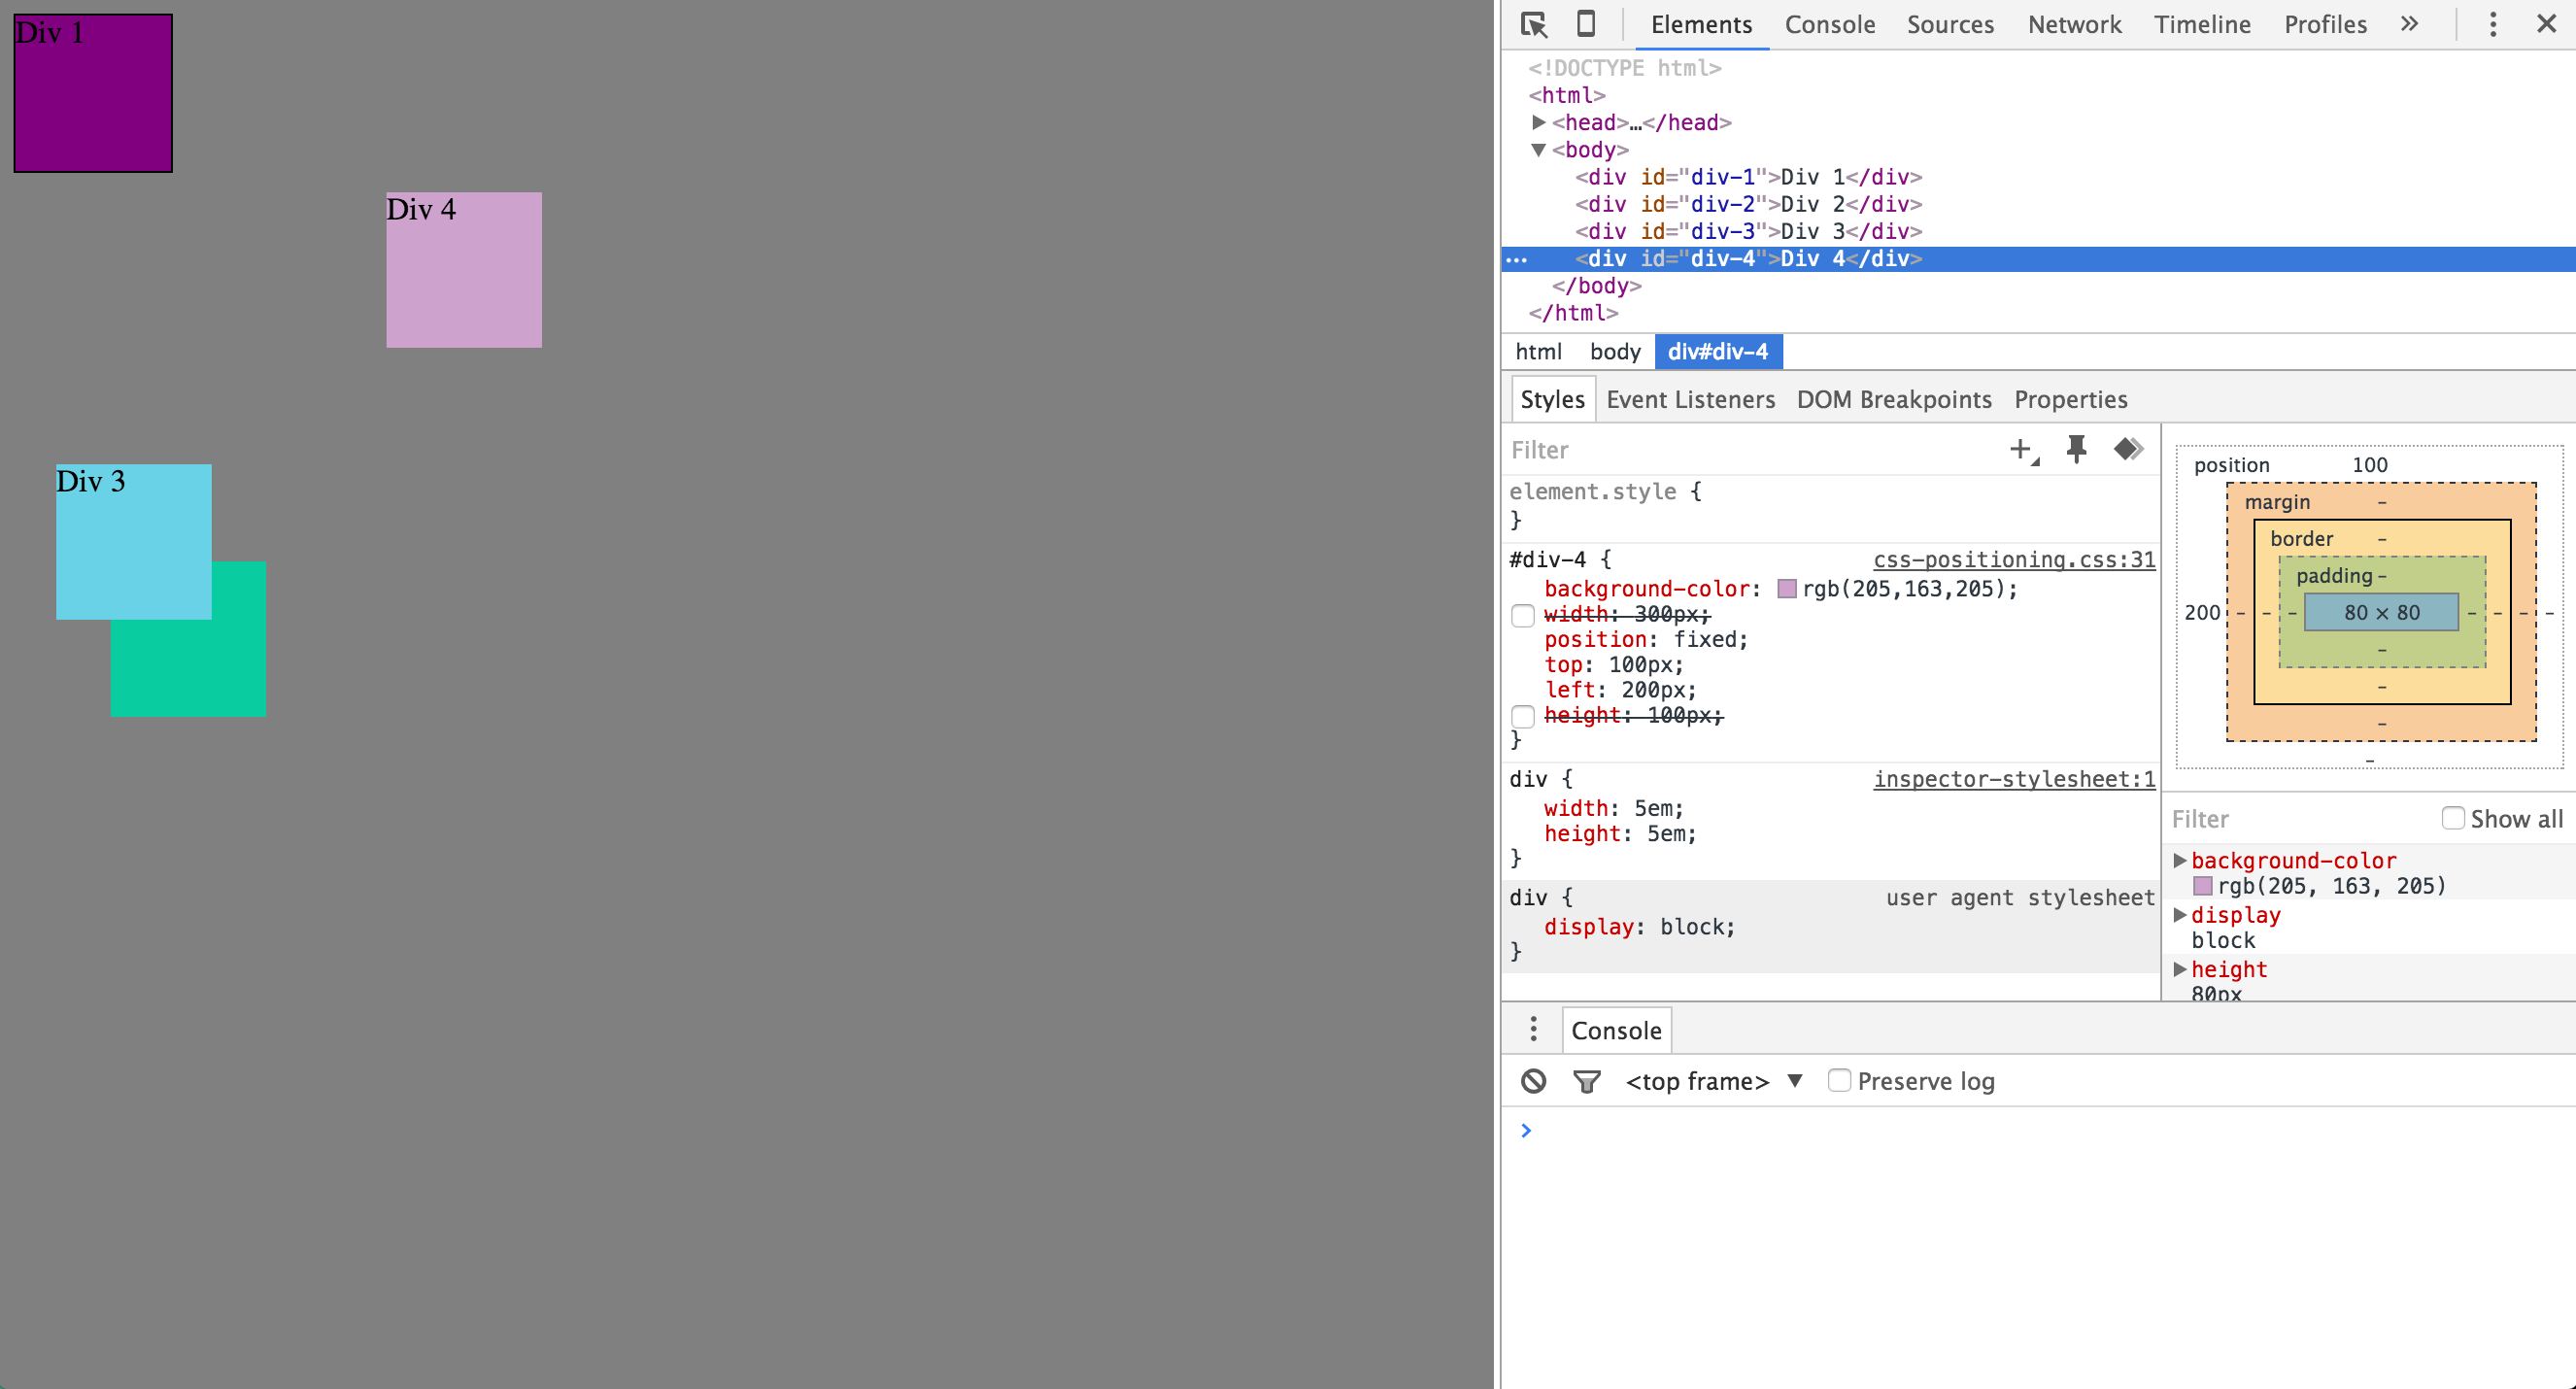 Div 1
Div 4
Div 3
Elements Console Sources Network Timeline Profiles »
<!DOCTYPE html>
<html>
▶<head>…</head>
▼<body>
<div id="div-1">Div 1</div>
<div id="div-2">Div 2</div>
<div id="div-3">Div 3</div>
… <div id="div-4">Div 4</div>
</body>
</html>
html body div#div-4
Styles Event Listeners DOM Breakpoints Properties
Filter
element.style {
}
#div-4 { css-positioning.css:31
background-color: rgb(205,163,205);
width: 300px;
position: fixed;
top: 100px;
left: 200px;
height: 100px;
}
div { inspector-stylesheet:1
width: 5em;
height: 5em;
}
div { user agent stylesheet
display: block;
}
position 100
margin -
border -
padding -
200 - - - 80 × 80 - - - -
-
-
-
-
Filter Show all
▶background-color
rgb(205, 163, 205)
▶display
block
▶height
80px
Console
<top frame> ▼ Preserve log
>